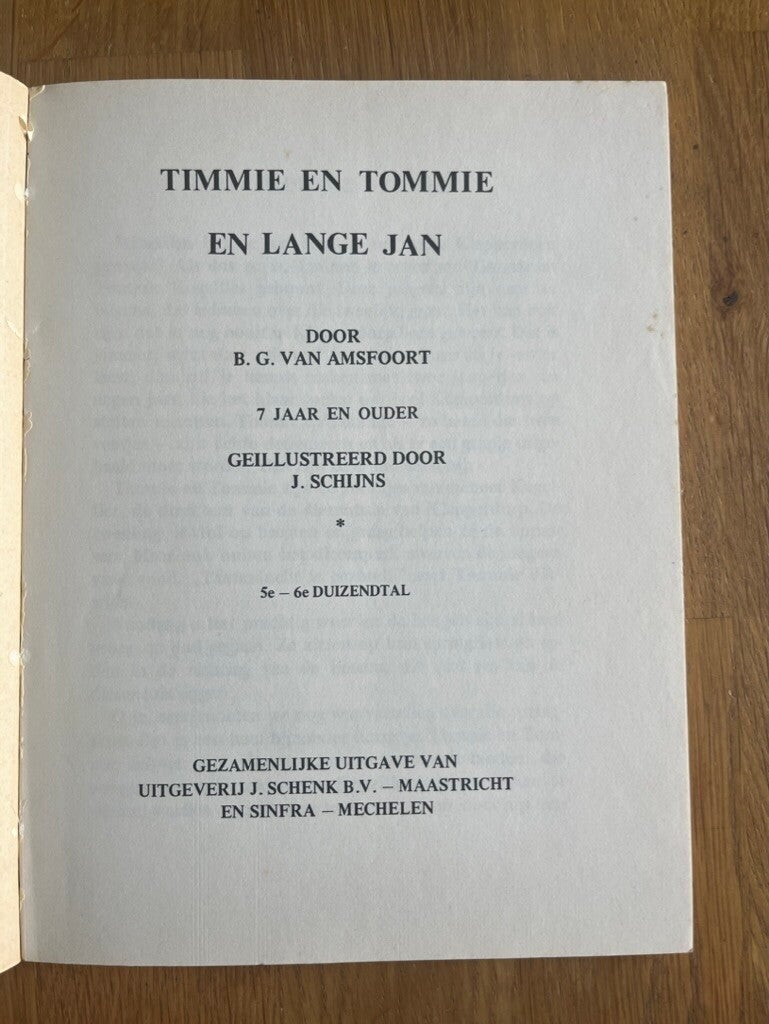 TIMMIE EN TOMMIE
EN LANGE JAN
DOOR
B. G. VAN AMSFOORT
7 JAAR EN OUDER
GEILLUSTREERD DOOR
J. SCHIJNS
*
5e – 6e DUIZENDTAL
GEZAMENLIJKE UITGAVE VAN
UITGEVERIJ J. SCHENK B.V. – MAASTRICHT
EN SINFRA – MECHELEN